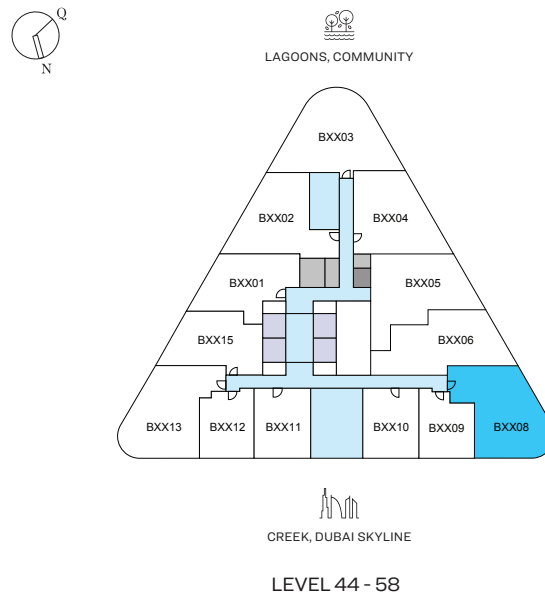 Q
N
LAGOONS, COMMUNITY
BXX03
BXX02 BXX04
BXX01 BXX05
BXX15 BXX06
BXX13 BXX12 BXX11 BXX10 BXX09 BXX08
CREEK, DUBAI SKYLINE
LEVEL 44 - 58